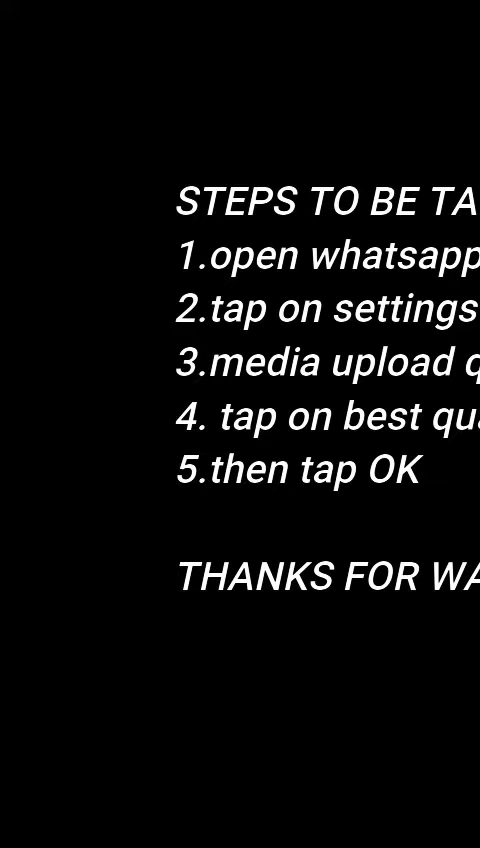 STEPS TO BE TA
1.open whatsapp
2.tap on settings
3.media upload q
4. tap on best qua
5.then tap OK
THANKS FOR WA